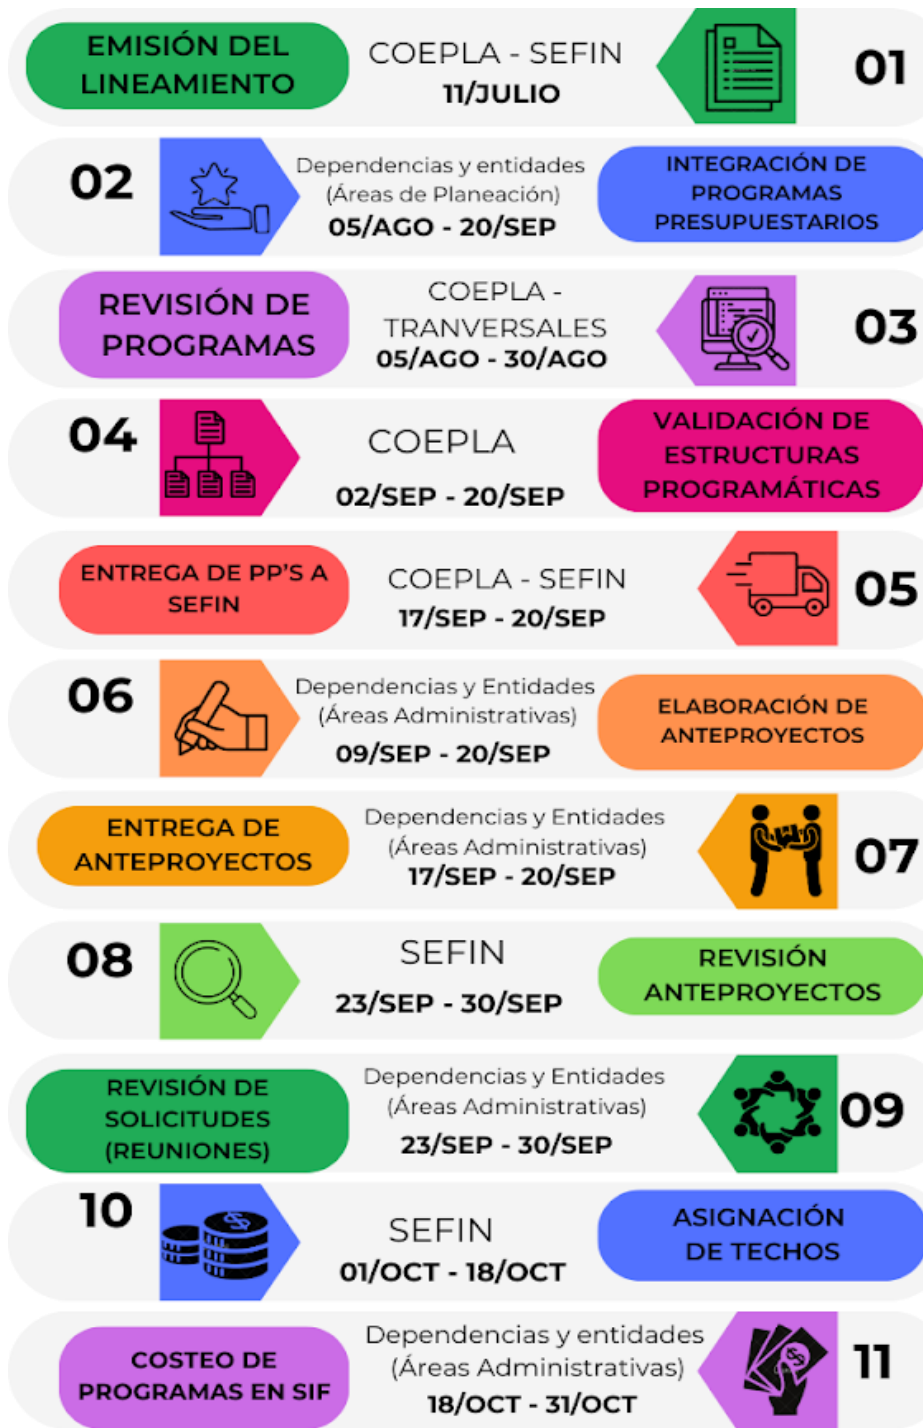 EMISIÓN DEL
LINEAMIENTO
COEPLA - SEFIN
11/JULIO
01
02
Dependencias y entidades
(Áreas de Planeación)
05/AGO - 20/SEP
INTEGRACIÓN DE
PROGRAMAS
PRESUPUESTARIOS
REVISIÓN DE
PROGRAMAS
COEPLA -
TRANVERSALES
05/AGO - 30/AGO
03
04
COEPLA
02/SEP - 20/SEP
VALIDACIÓN DE
ESTRUCTURAS
PROGRAMÁTICAS
ENTREGA DE PP'S A
SEFIN
COEPLA - SEFIN
17/SEP - 20/SEP
05
06
Dependencias y Entidades
(Áreas Administrativas)
09/SEP - 20/SEP
ELABORACIÓN DE
ANTEPROYECTOS
ENTREGA DE
ANTEPROYECTOS
Dependencias y Entidades
(Áreas Administrativas)
17/SEP - 20/SEP
07
08
SEFIN
23/SEP - 30/SEP
REVISIÓN
ANTEPROYECTOS
REVISIÓN DE
SOLICITUDES
(REUNIONES)
Dependencias y Entidades
(Áreas Administrativas)
23/SEP - 30/SEP
09
10
SEFIN
01/OCT - 18/OCT
ASIGNACIÓN
DE TECHOS
COSTEO DE
PROGRAMAS EN SIF
Dependencias y entidades
(Áreas Administrativas)
18/OCT - 31/OCT
11